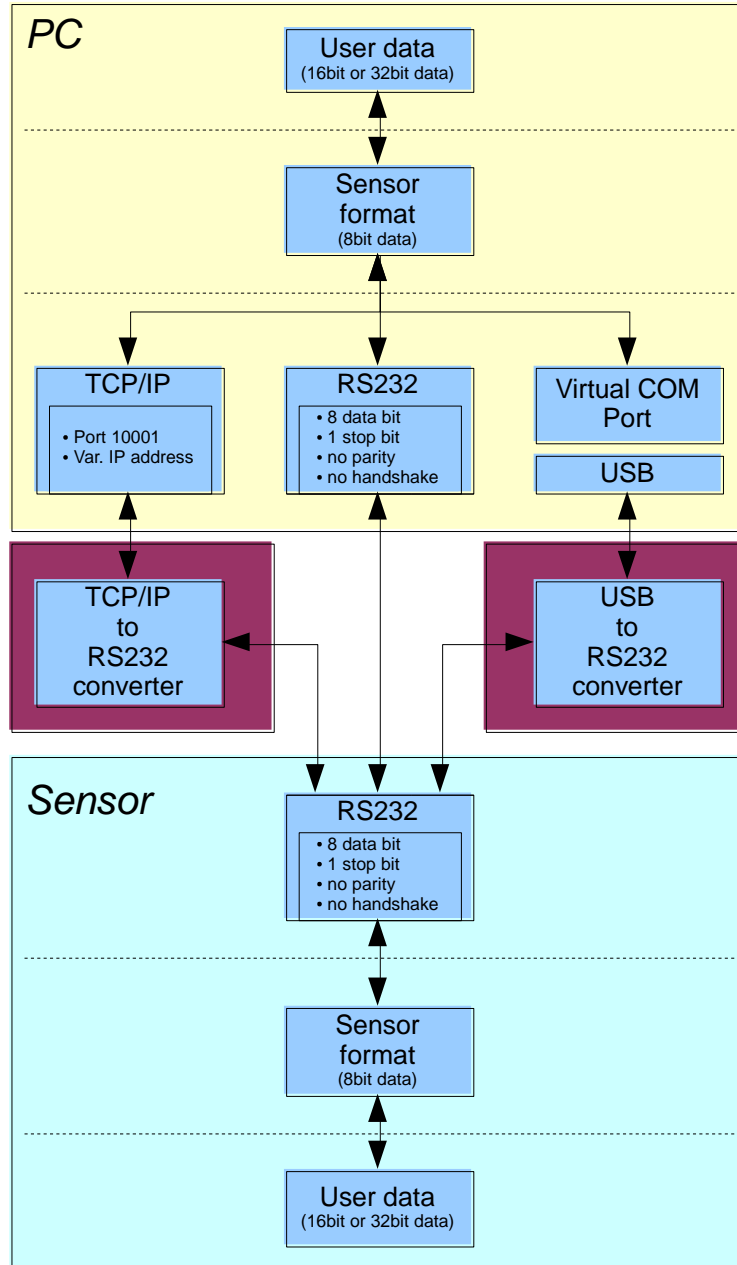 PC
User data
(16bit or 32bit data)
Sensor
format
(8bit data)
TCP/IP
• Port 10001
• Var. IP address
RS232
• 8 data bit
• 1 stop bit
• no parity
• no handshake
Virtual COM
Port
USB
TCP/IP
to
RS232
converter
USB
to
RS232
converter
Sensor
RS232
• 8 data bit
• 1 stop bit
• no parity
• no handshake
Sensor
format
(8bit data)
User data
(16bit or 32bit data)